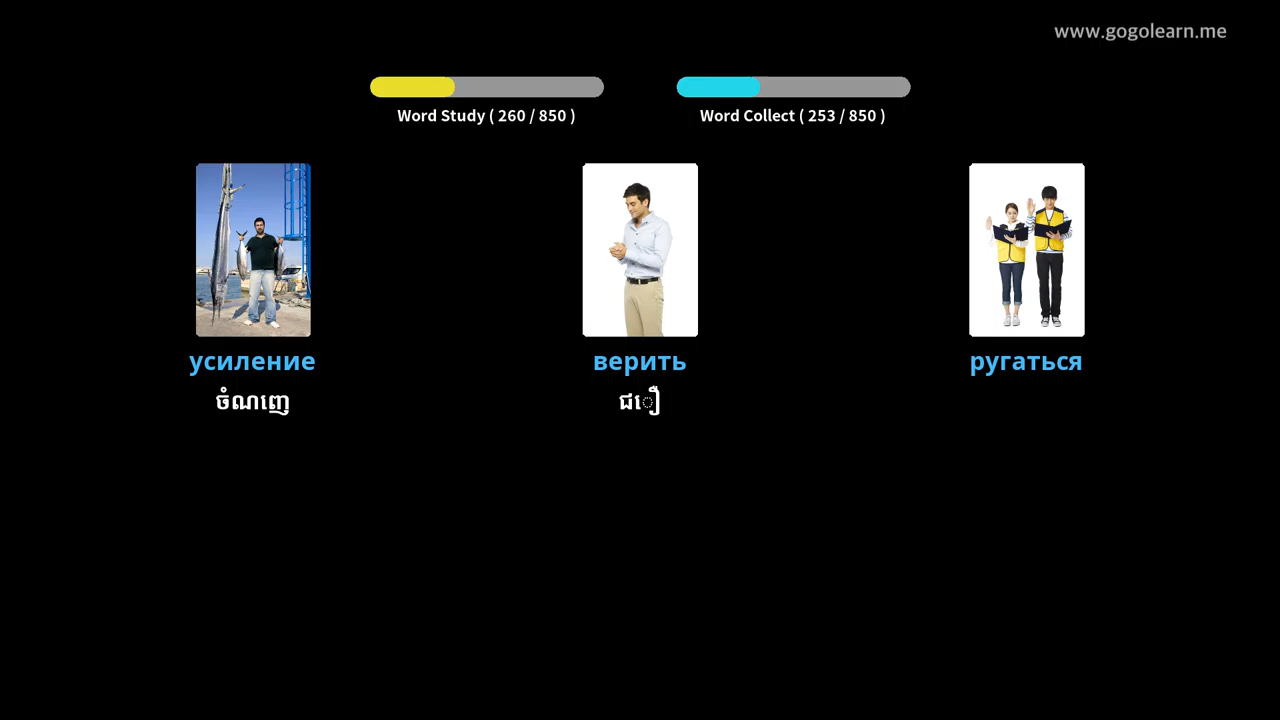 www.gogolearn.me
Word Study ( 260 / 850 )
Word Collect ( 253 / 850 )
усиление
верить
ругаться
ចំណញេ
ជឿ